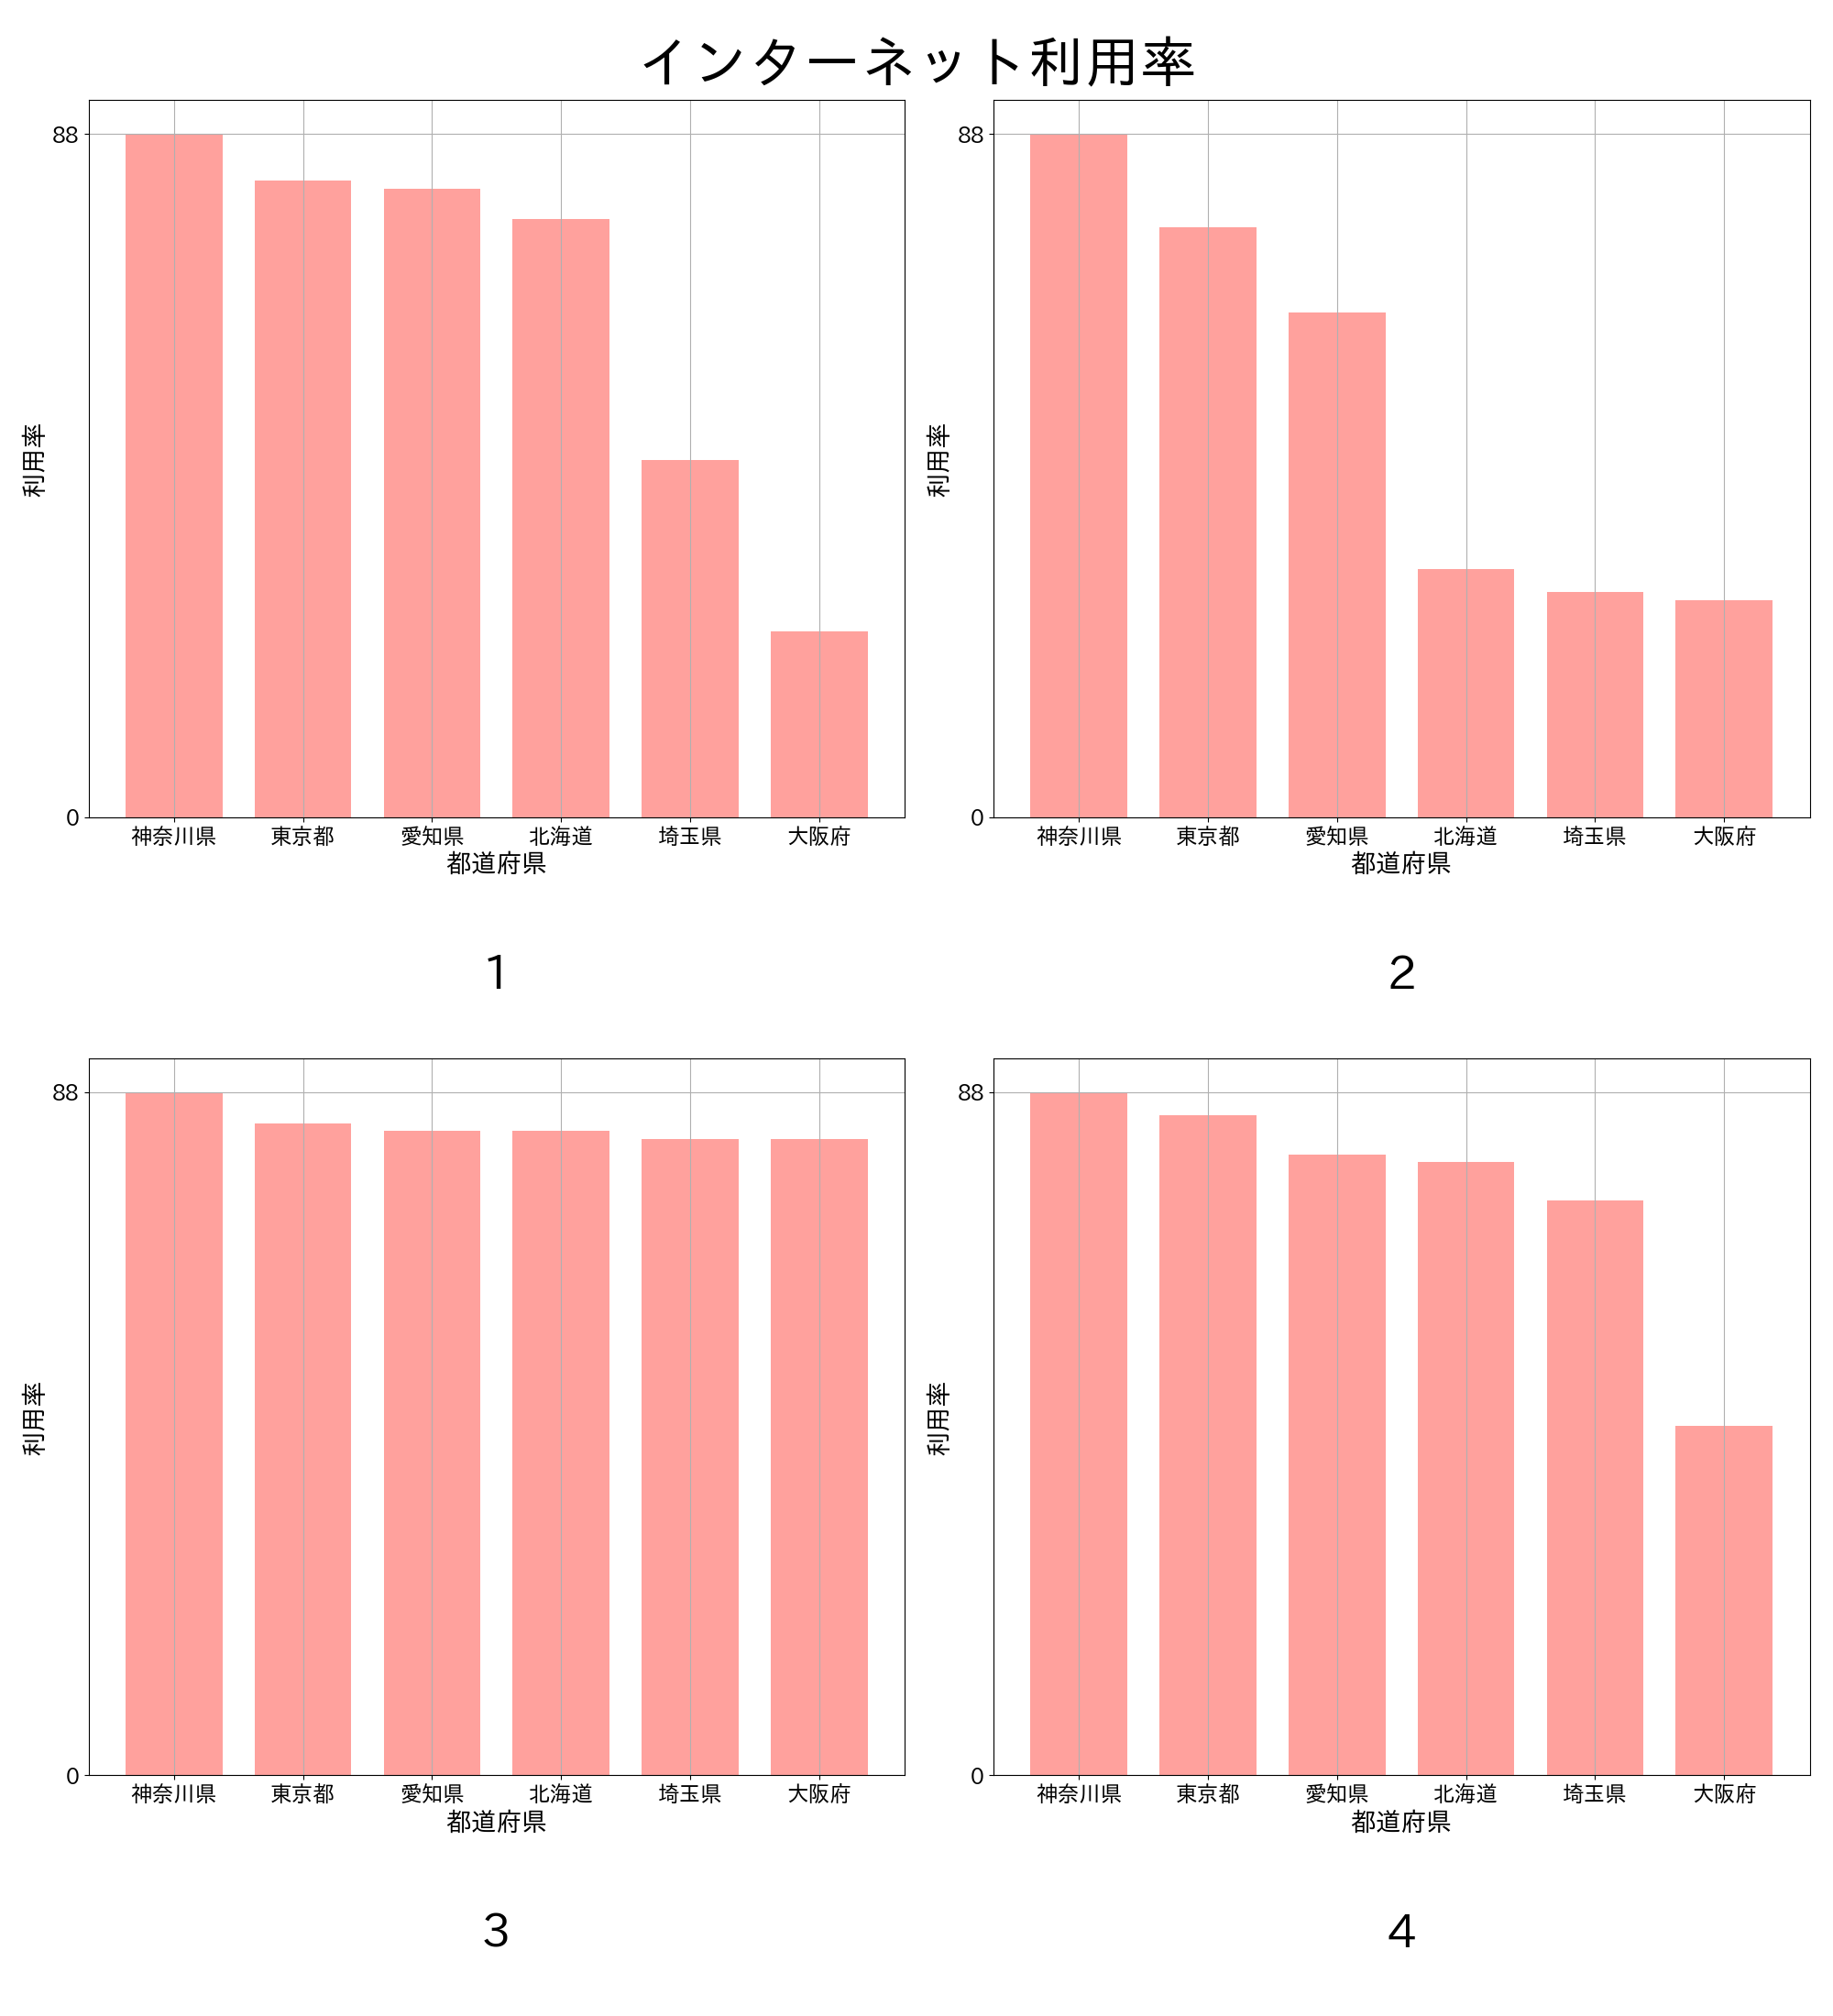 インターネット利用率
88
0
利用率
神奈川県 東京都 愛知県 北海道 埼玉県 大阪府
都道府県
1
88
0
利用率
神奈川県 東京都 愛知県 北海道 埼玉県 大阪府
都道府県
2
88
0
利用率
神奈川県 東京都 愛知県 北海道 埼玉県 大阪府
都道府県
3
88
0
利用率
神奈川県 東京都 愛知県 北海道 埼玉県 大阪府
都道府県
4